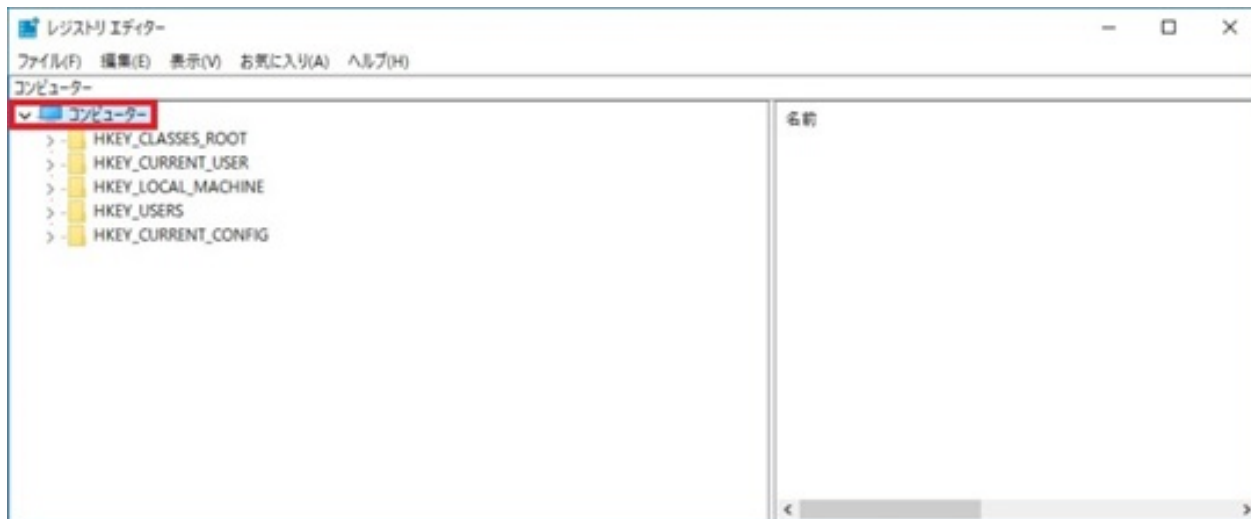 レジストリ エディター
ファイル(F) 編集(E) 表示(V) お気に入り(A) ヘルプ(H)
コンピューター
コンピューター
HKEY_CLASSES_ROOT
HKEY_CURRENT_USER
HKEY_LOCAL_MACHINE
HKEY_USERS
HKEY_CURRENT_CONFIG
名前